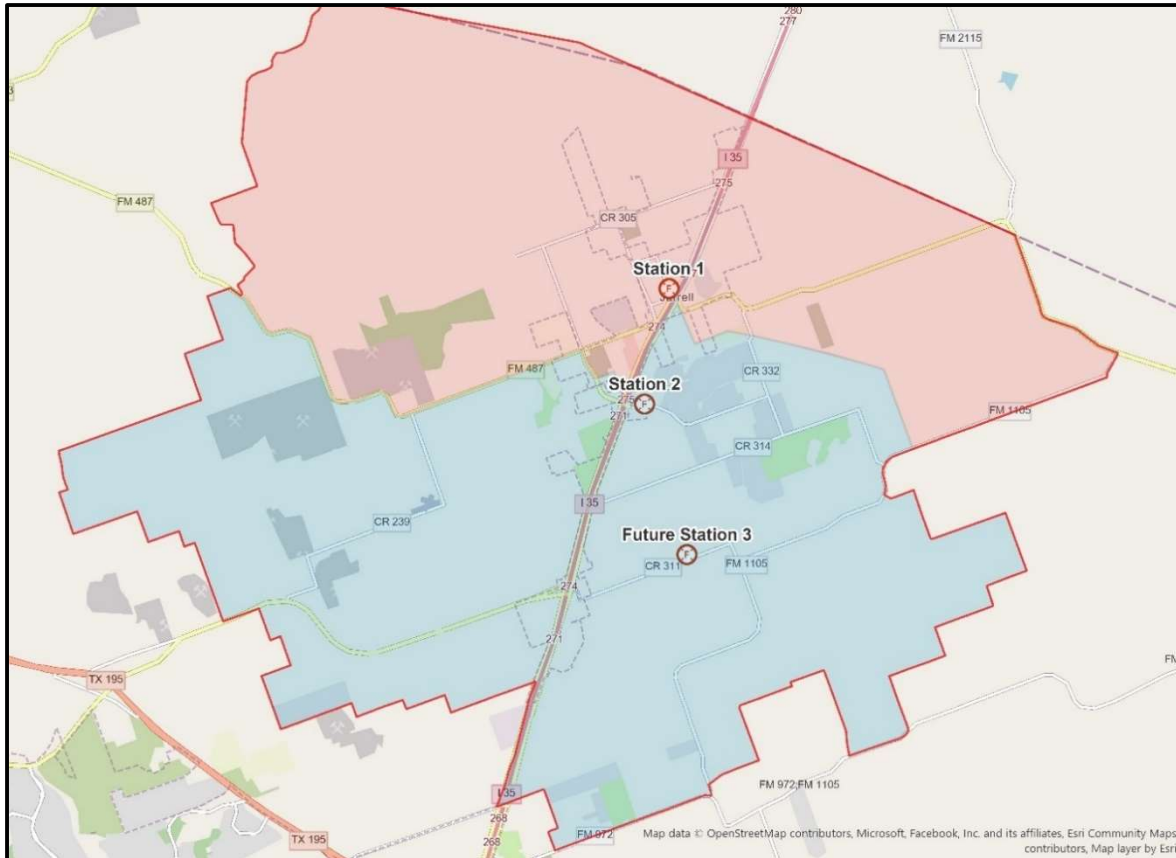 280
277
FM 2115
I 35
275
FM 487
CR 305
Station 1
Jarrell
274
FM 487
CR 332
Station 2
271
FM 1105
CR 314
I 35
CR 239
Future Station 3
CR 311
FM 1105
274
271
TX 195
FM
I 35
FM 972;FM 1105
268
TX 195
268
FM 972
Map data © OpenStreetMap contributors, Microsoft, Facebook, Inc. and its affiliates, Esri Community Maps
contributors, Map layer by Esri